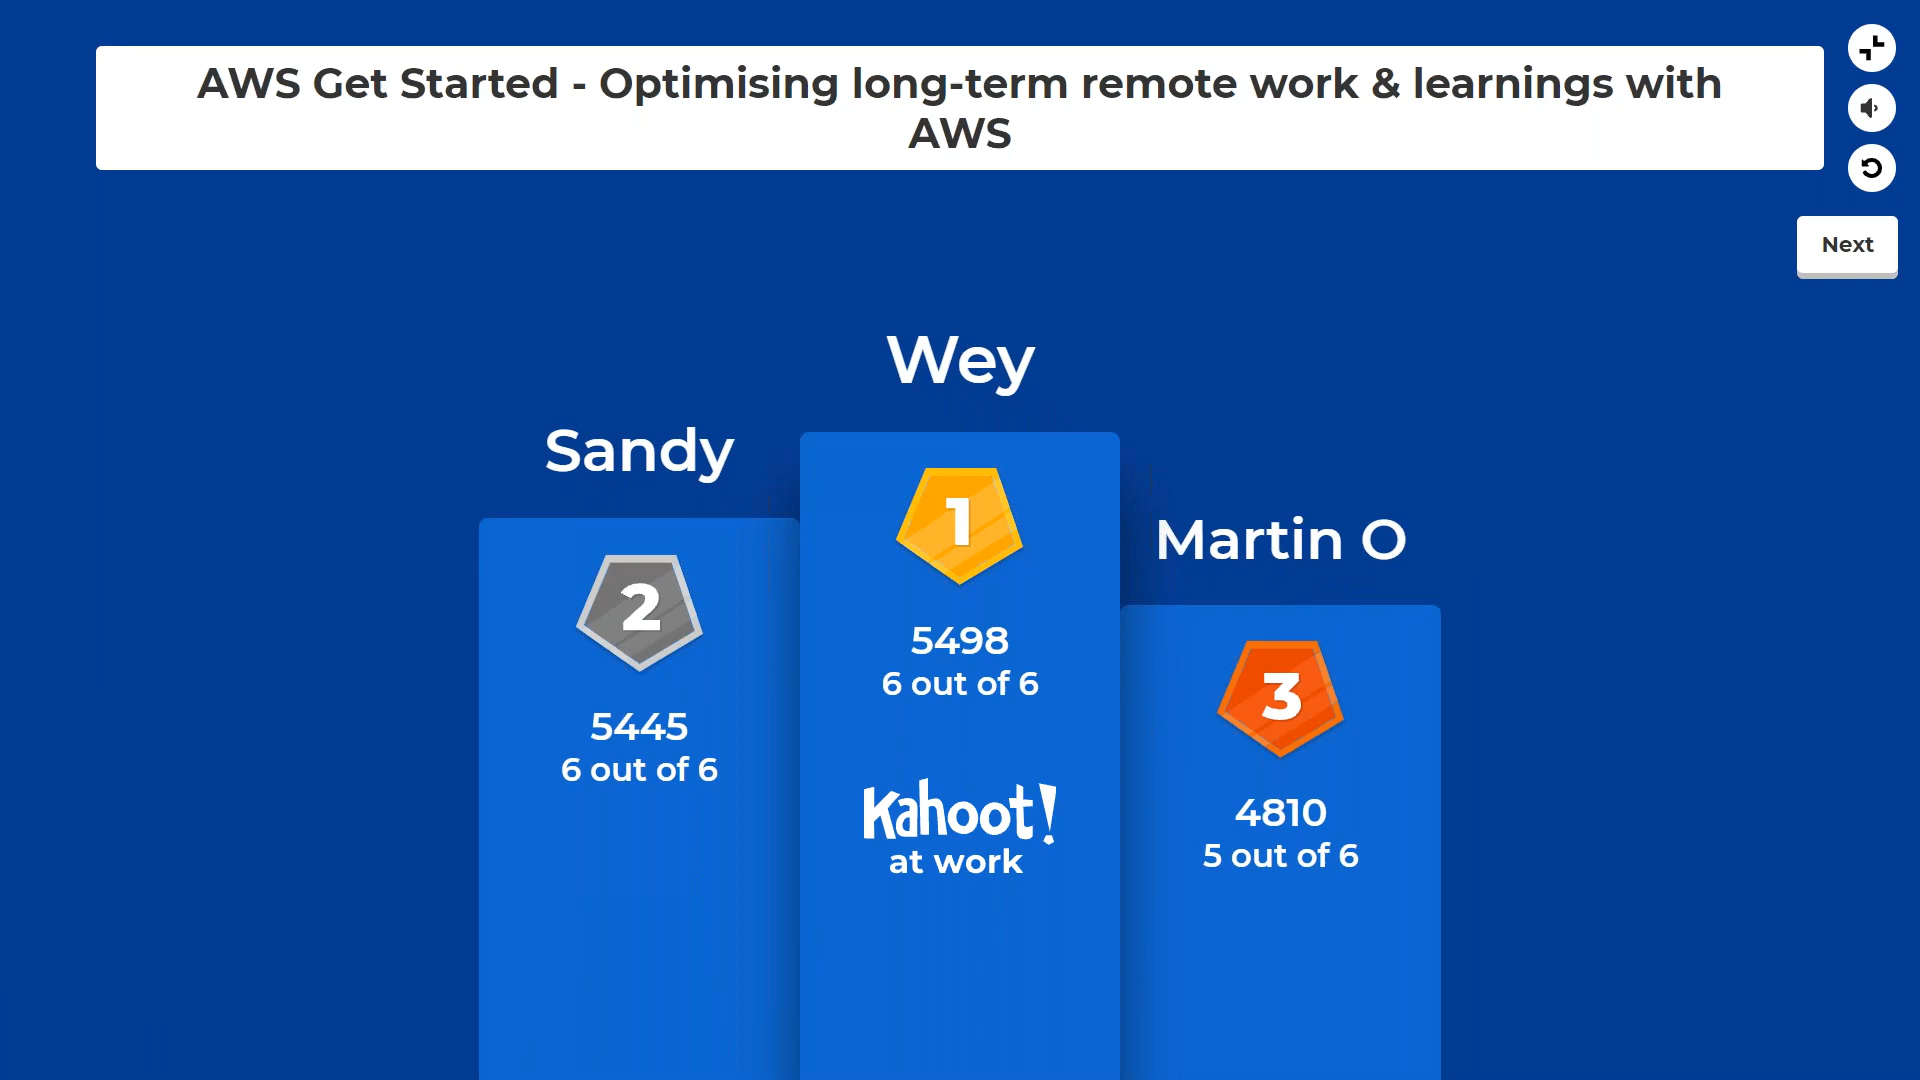 AWS Get Started - Optimising long-term remote work & learnings with
AWS
Next
Wey
Sandy
Martin O
1
2
3
5498
6 out of 6
5445
6 out of 6
4810
5 out of 6
Kahoot!
at work